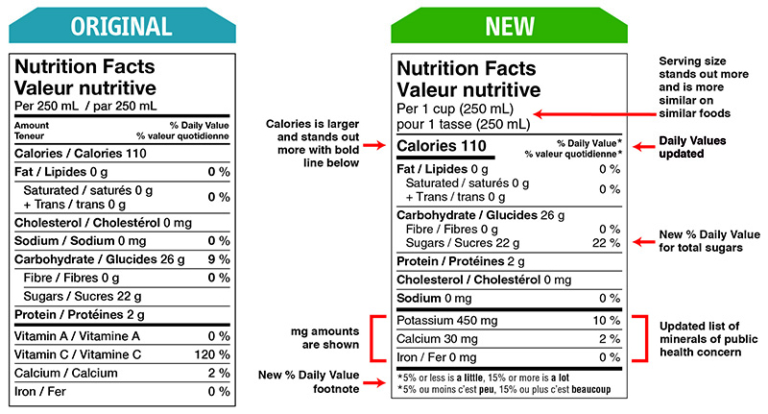 ORIGINAL
Nutrition Facts
Valeur nutritive
Per 250 mL / par 250 mL
Amount % Daily Value
Teneur % valeur quotidienne
Calories / Calories 110
Fat / Lipides 0 g 0 %
Saturated / saturés 0 g
+ Trans / trans 0 g 0 %
Cholesterol / Cholestérol 0 mg
Sodium / Sodium 0 mg 0 %
Carbohydrate / Glucides 26 g 9 %
Fibre / Fibres 0 g 0 %
Sugars / Sucres 22 g
Protein / Protéines 2 g
Vitamin A / Vitamine A 0 %
Vitamin C / Vitamine C 120 %
Calcium / Calcium 2 %
Iron / Fer 0 %
NEW
Nutrition Facts
Valeur nutritive
Per 1 cup (250 mL)
pour 1 tasse (250 mL)
Calories 110 % Daily Value*
% valeur quotidienne*
Fat / Lipides 0 g 0 %
Saturated / saturés 0 g
+ Trans / trans 0 g 0 %
Carbohydrate / Glucides 26 g
Fibre / Fibres 0 g 0 %
Sugars / Sucres 22 g 22 %
Protein / Protéines 2 g
Cholesterol / Cholestérol 0 mg
Sodium 0 mg 0 %
Potassium 450 mg 10 %
Calcium 30 mg 2 %
Iron / Fer 0 mg 0 %
*5% or less is a little, 15% or more is a lot
*5% ou moins c'est peu, 15% ou plus c'est beaucoup
Calories is larger
and stands out
more with bold
line below
mg amounts
are shown
New % Daily Value
footnote
Serving size
stands out more
and is more
similar on
similar foods
Daily Values
updated
New % Daily Value
for total sugars
Updated list of
minerals of public
health concern